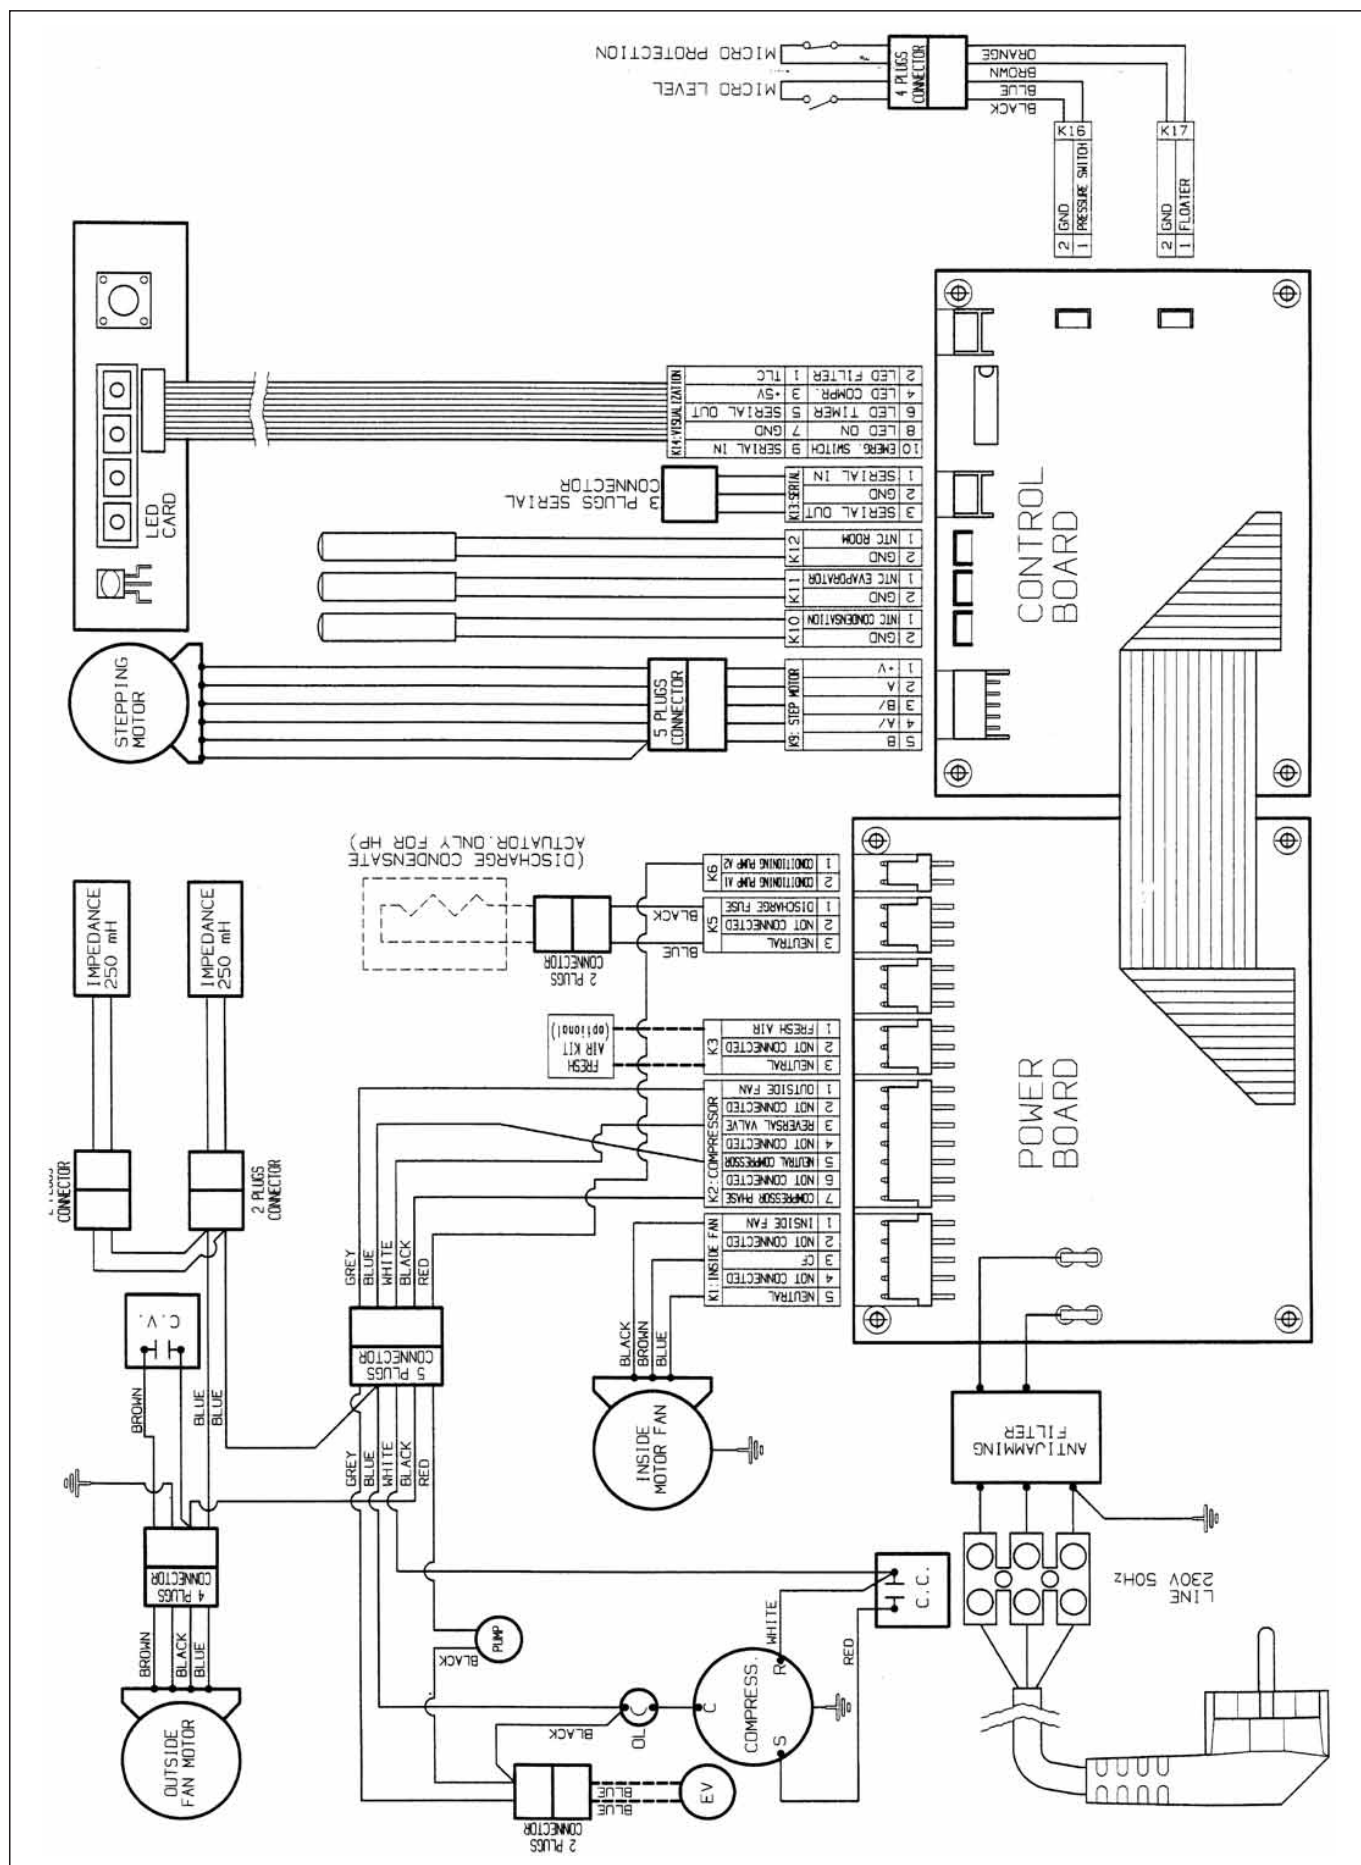 MICRO PROTECTION
MICRO LEVEL
4 PLUGS
CONNECTOR
ORANGE
BROWN
BLUE
BLACK
K16
2 GND
1 PRESSURE SWITCH
K17
2 GND
1 FLOATER
LED
CARD
K14:VISUALIZATION
2 LED FILTER 1 TLC
4 LED COMPR. 3 +5V
6 LED TIMER 5 SERIAL OUT
8 LED ON 7 GND
10 EMERG. SWITCH 9 SERIAL IN
3 PLUGS SERIAL
CONNECTOR
K13:SERIAL
1 SERIAL IN
2 GND
3 SERIAL OUT
K12
1 NTC ROOM
2 GND
K11
1 NTC EVAPORATOR
2 GND
K10
1 NTC CONDENSATION
2 GND
CONTROL
BOARD
STEPPING
MOTOR
5 PLUGS
CONNECTOR
K9: STEP MOTOR
1 +V
2 A
3 B/
4 A/
5 B
(DISCHARGE CONDENSATE
ACTUATOR.ONLY FOR HP)
K6
1 CONDITIONING PUMP A2
2 CONDITIONING PUMP A1
2 PLUGS
CONNECTOR
BLACK
BLUE
K5
1 DISCHARGE FUSE
2 NOT CONNECTED
3 NEUTRAL
IMPEDANCE
250 mH
IMPEDANCE
250 mH
FRESH
AIR KIT
(optional)
K3
1 FRESH AIR
2 NOT CONNECTED
3 NEUTRAL
K2:COMPRESSOR
1 OUTSIDE FAN
2 NOT CONNECTED
3 REVERSAL VALVE
4 NOT CONNECTED
5 NEUTRAL COMPRESSOR
6 NOT CONNECTED
7 COMPRESSOR PHASE
POWER
BOARD
CONNECTOR
2 PLUGS
CONNECTOR
K1:INSIDE FAN
1 INSIDE FAN
2 NOT CONNECTED
3 CF
4 NOT CONNECTED
5 NEUTRAL
GREY
BLUE
WHITE
BLACK
RED
C.V.
5 PLUGS
CONNECTOR
BLACK
BROWN
BLUE
BROWN
BLUE
BLUE
GREY
BLUE
WHITE
BLACK
RED
INSIDE
MOTOR FAN
ANTIJAMMING
FILTER
4 PLUGS
CONNECTOR
C.C.
LINE
230V 50Hz
BROWN
BLACK
BLUE
PUMP
BLACK
WHITE
RED
OUTSIDE
FAN MOTOR
OL
BLACK
COMPRESS.
C
R
S
2 PLUGS
CONNECTOR
BLUE
BLUE
EV